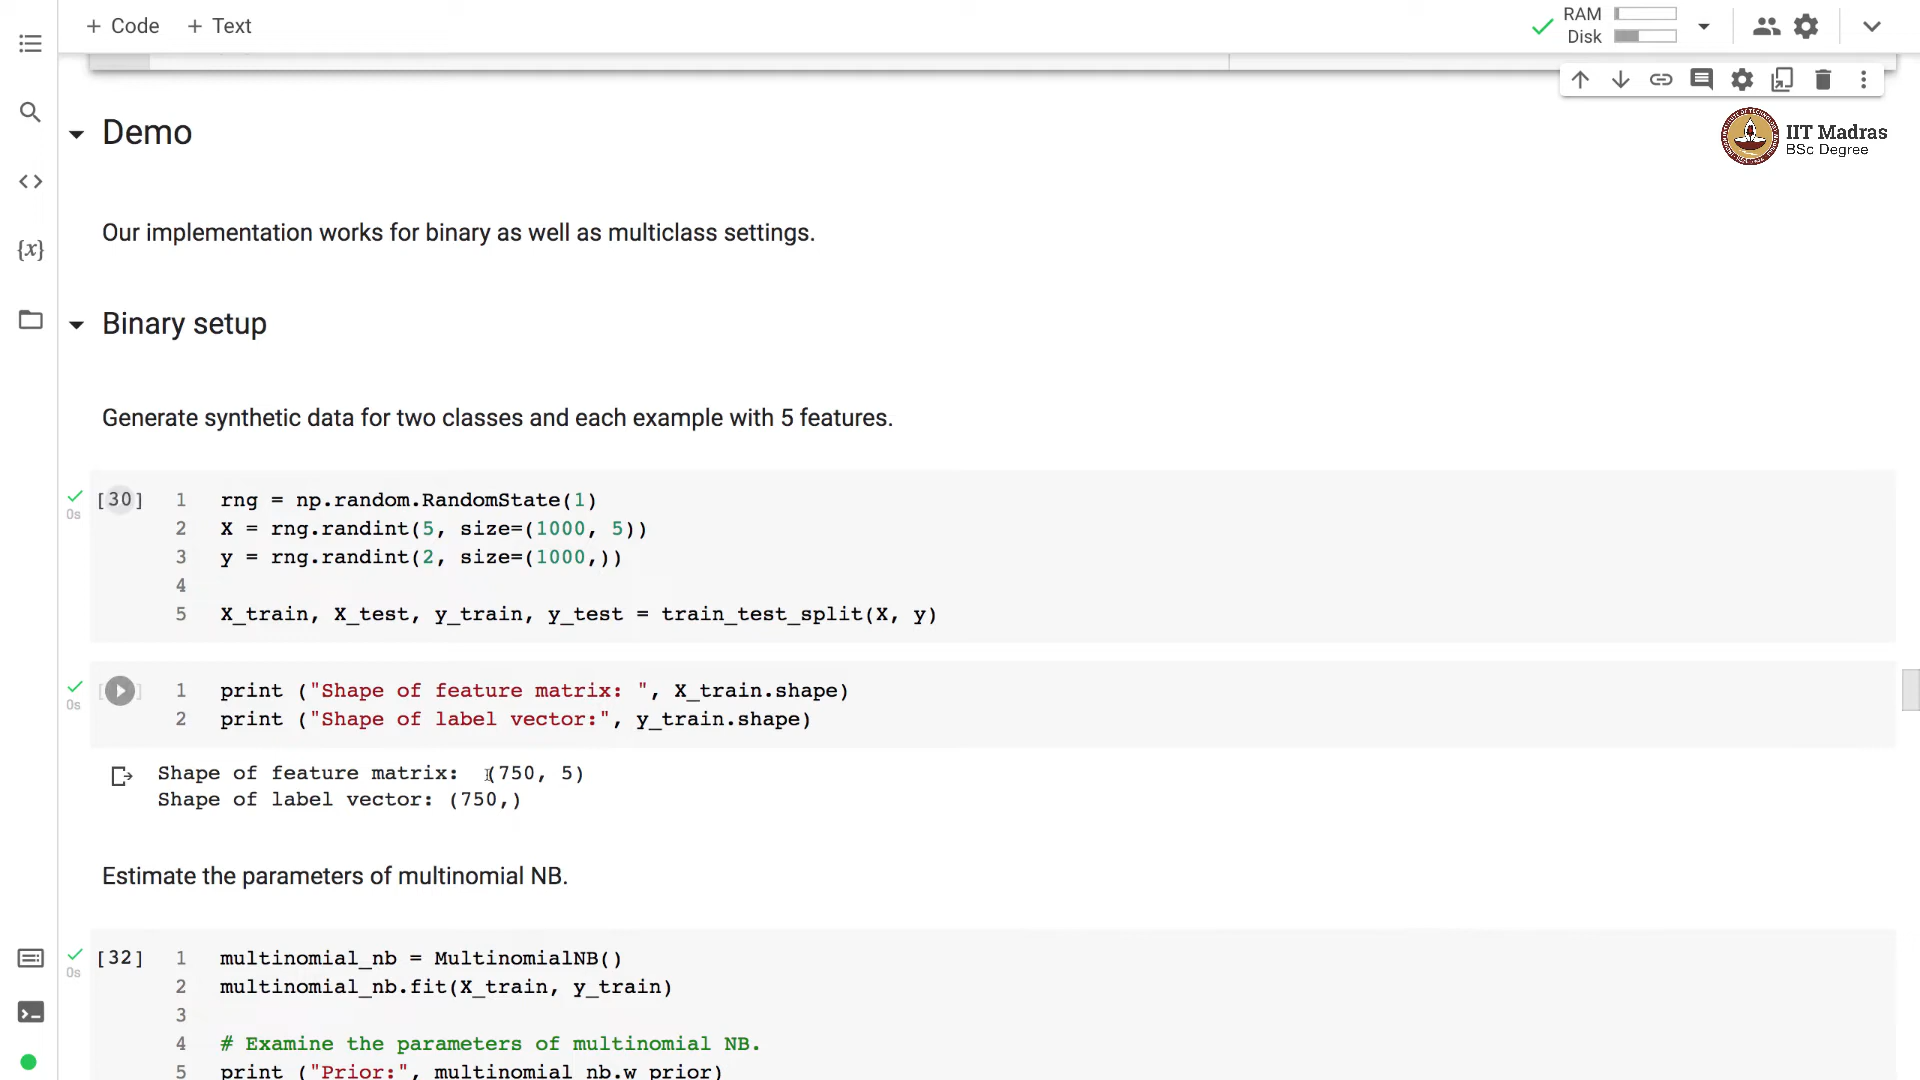 + Code + Text
RAM
Disk
Demo
IIT Madras
BSc Degree
Our implementation works for binary as well as multiclass settings.
Binary setup
Generate synthetic data for two classes and each example with 5 features.
[30]
0s
1 rng = np.random.RandomState(1)
2 X = rng.randint(5, size=(1000, 5))
3 y = rng.randint(2, size=(1000,))
4
5 X_train, X_test, y_train, y_test = train_test_split(X, y)
0s
1 print ("Shape of feature matrix: ", X_train.shape)
2 print ("Shape of label vector:", y_train.shape)
Shape of feature matrix:  (750, 5)
Shape of label vector: (750,)
Estimate the parameters of multinomial NB.
[32]
0s
1 multinomial_nb = MultinomialNB()
2 multinomial_nb.fit(X_train, y_train)
3
4 # Examine the parameters of multinomial NB.
5 print ("Prior:", multinomial_nb.w_prior)